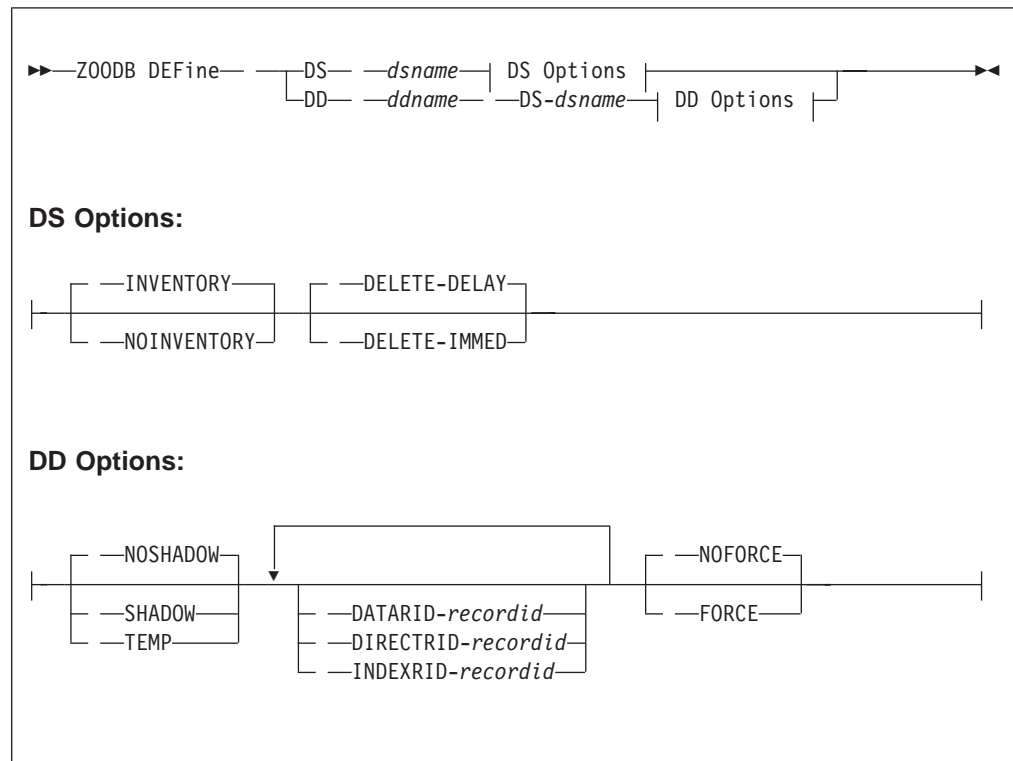 ZOODB DEFine DS dsname DS Options
DD ddname DS-dsname DD Options
DS Options:
INVENTORY DELETE-DELAY
NOINVENTORY DELETE-IMMED
DD Options:
NOSHADOW NOFORCE
SHADOW DATARID-recordid FORCE
TEMP DIRECTRID-recordid
INDEXRID-recordid